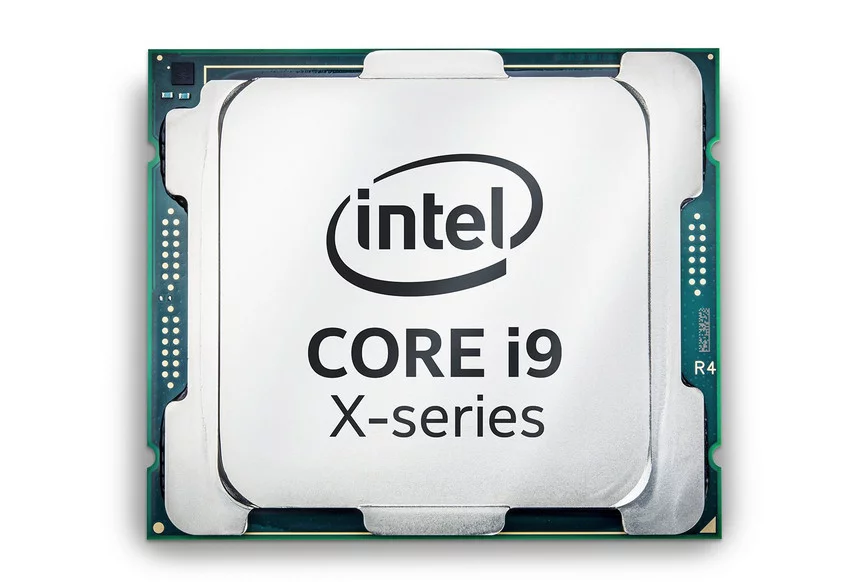 intel
CORE i9
X-series
R4